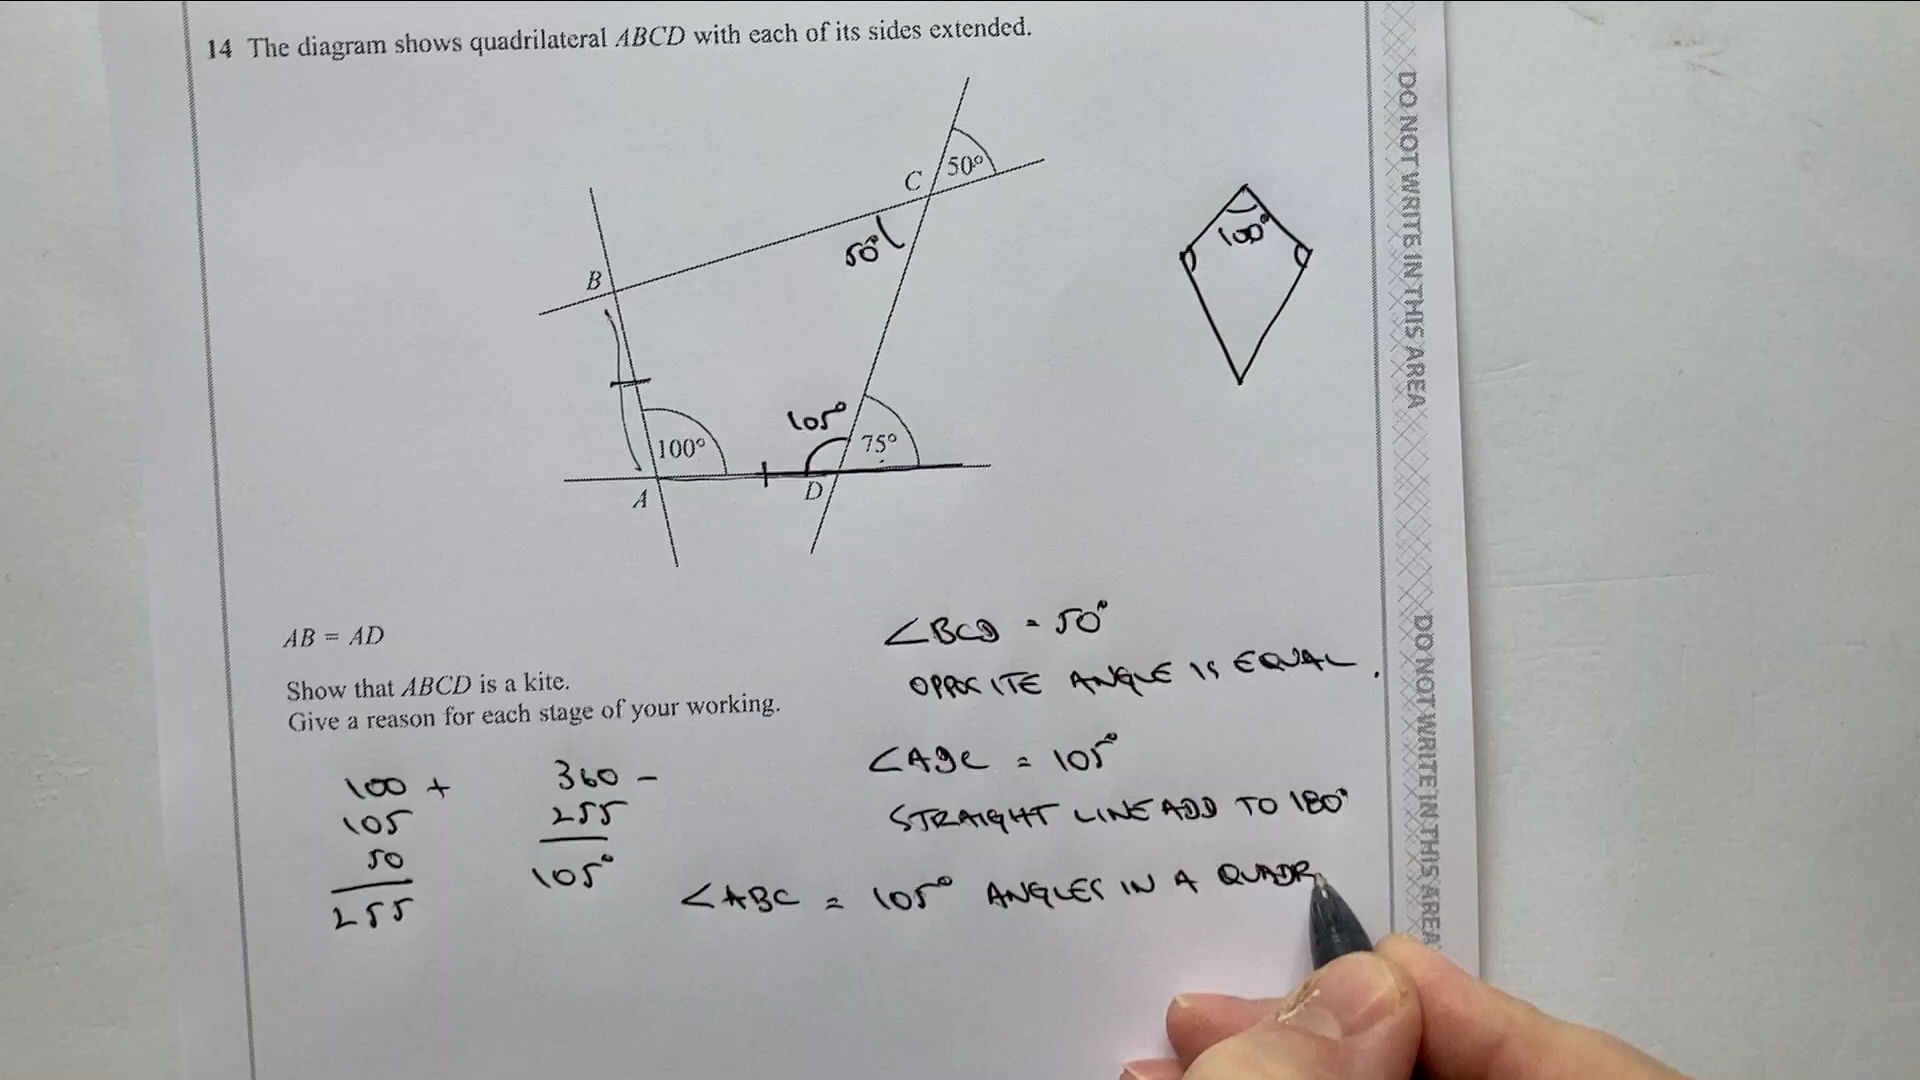 14 The diagram shows quadrilateral ABCD with each of its sides extended.
C
50°
50°
B
100°
105°
75°
A
D
100°
AB = AD
Show that ABCD is a kite.
Give a reason for each stage of your working.
100 +
105
50
255
360 -
255
105°
∠BCD = 50°
OPPOSITE ANGLE IS EQUAL.
∠ADC = 105°
STRAIGHT LINE ADD TO 180°
∠ABC = 105° ANGLES IN A QUADR
DO NOT WRITE IN THIS AREA
DO NOT WRITE IN THIS AREA